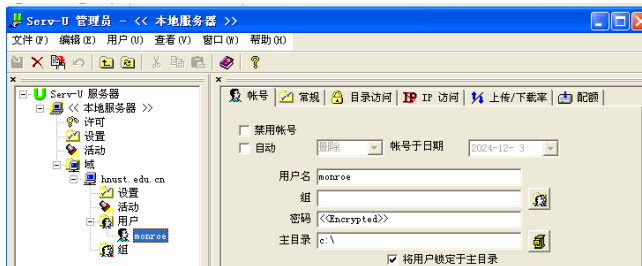 Serv-U 管理员 - << 本地服务器 >>
文件(F) 编辑(E) 用户(U) 查看(V) 窗口(W) 帮助(H)
Serv-U 服务器
<< 本地服务器 >>
许可
设置
活动
域
hnust.edu.cn
设置
活动
用户
monroe
组
帐号 常规 目录访问 IP IP 访问 上传/下载率 配额
禁用帐号
自动 删除 帐号于日期 2024-12- 3
用户名 monroe
组
密码 <<Encrypted>>
主目录 c:\
将用户锁定于主目录